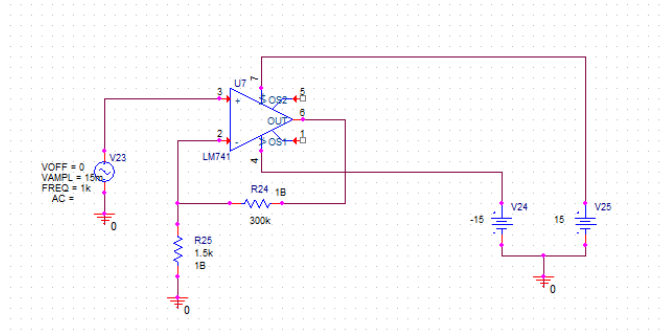 U7
7
3
+
OS2
5
6
OUT
2
-
OS1
1
LM741
4
V23
VOFF = 0
VAMPL = 15m
FREQ = 1k
AC =
0
R24
1B
300k
R25
1.5k
1B
0
-15
V24
15
V25
0